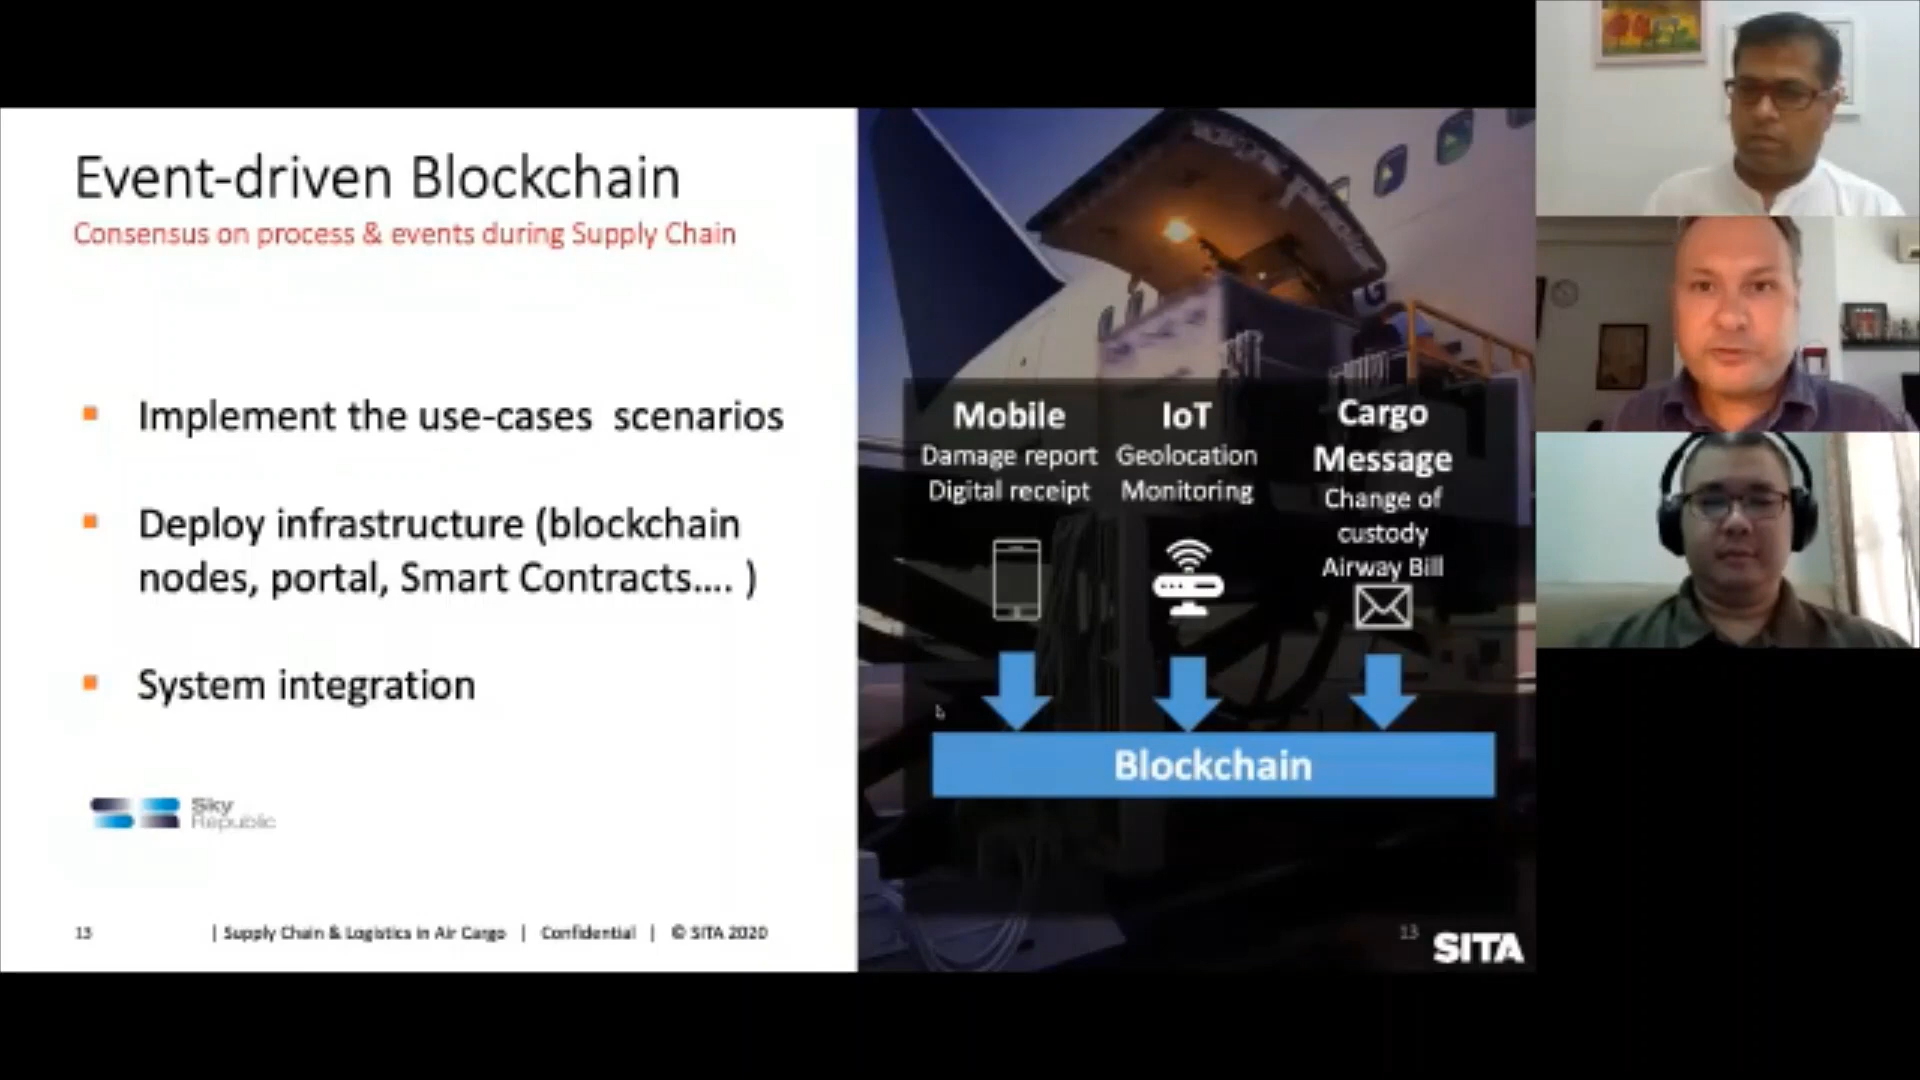 Event-driven Blockchain
Consensus on process & events during Supply Chain
Implement the use-cases scenarios
Deploy infrastructure (blockchain
nodes, portal, Smart Contracts.... )
System integration
Sky
Republic
13 | Supply Chain & Logistics in Air Cargo | Confidential | © SITA 2020
Mobile
Damage report
Digital receipt
IoT
Geolocation
Monitoring
Cargo
Message
Change of
custody
Airway Bill
Blockchain
13
SITA